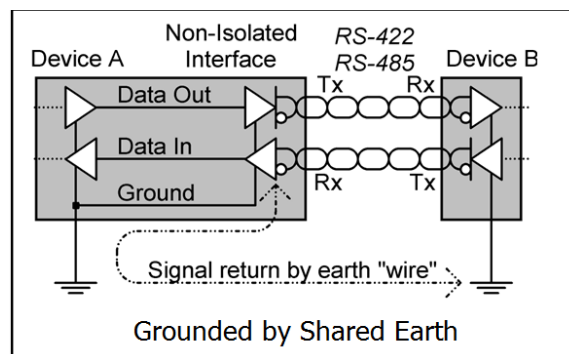 Non-Isolated
Interface
RS-422
RS-485
Device A
Device B
Tx
Rx
Data Out
Data In
Rx
Tx
Ground
Signal return by earth "wire"
Grounded by Shared Earth